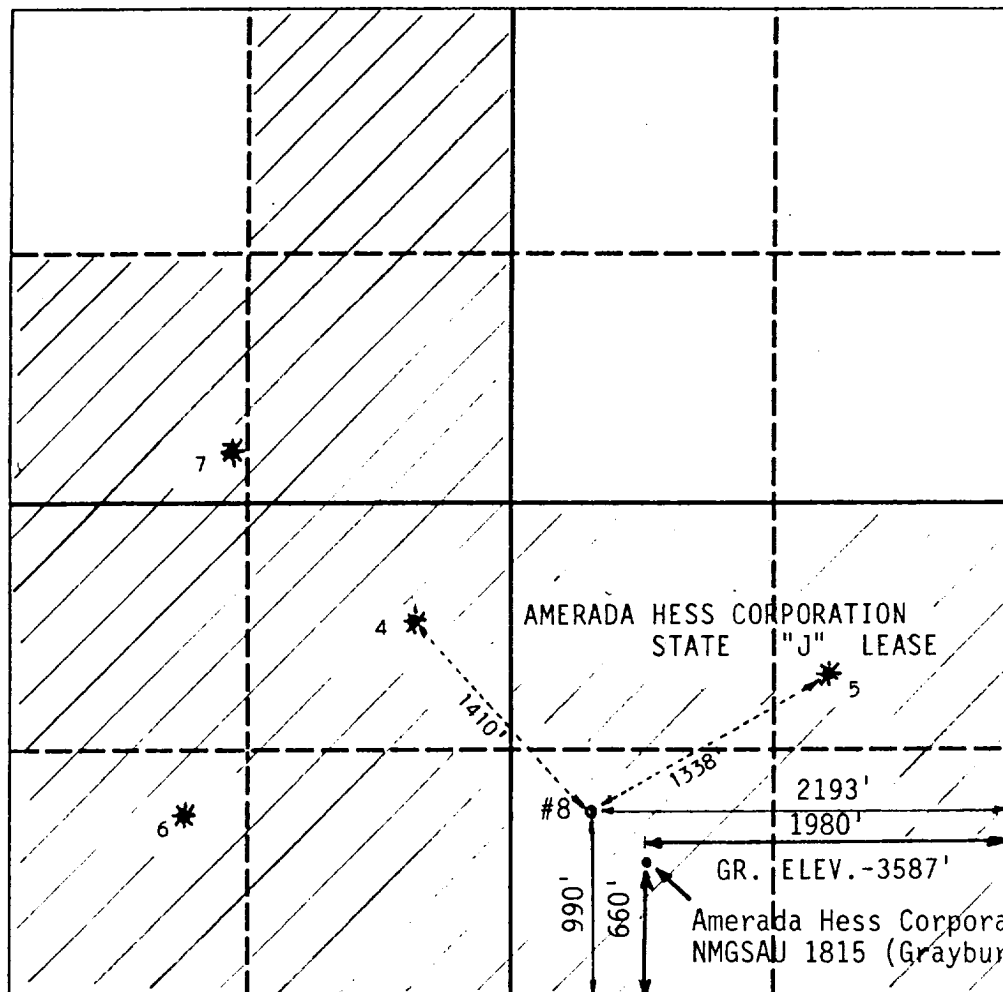 7
4
AMERADA HESS CORPORATION
STATE "J" LEASE
5
1410'
1338'
6
#8
2193'
1980'
GR. ELEV.-3587'
990'
660'
Amerada Hess Corpora
NMGSAU 1815 (Graybur